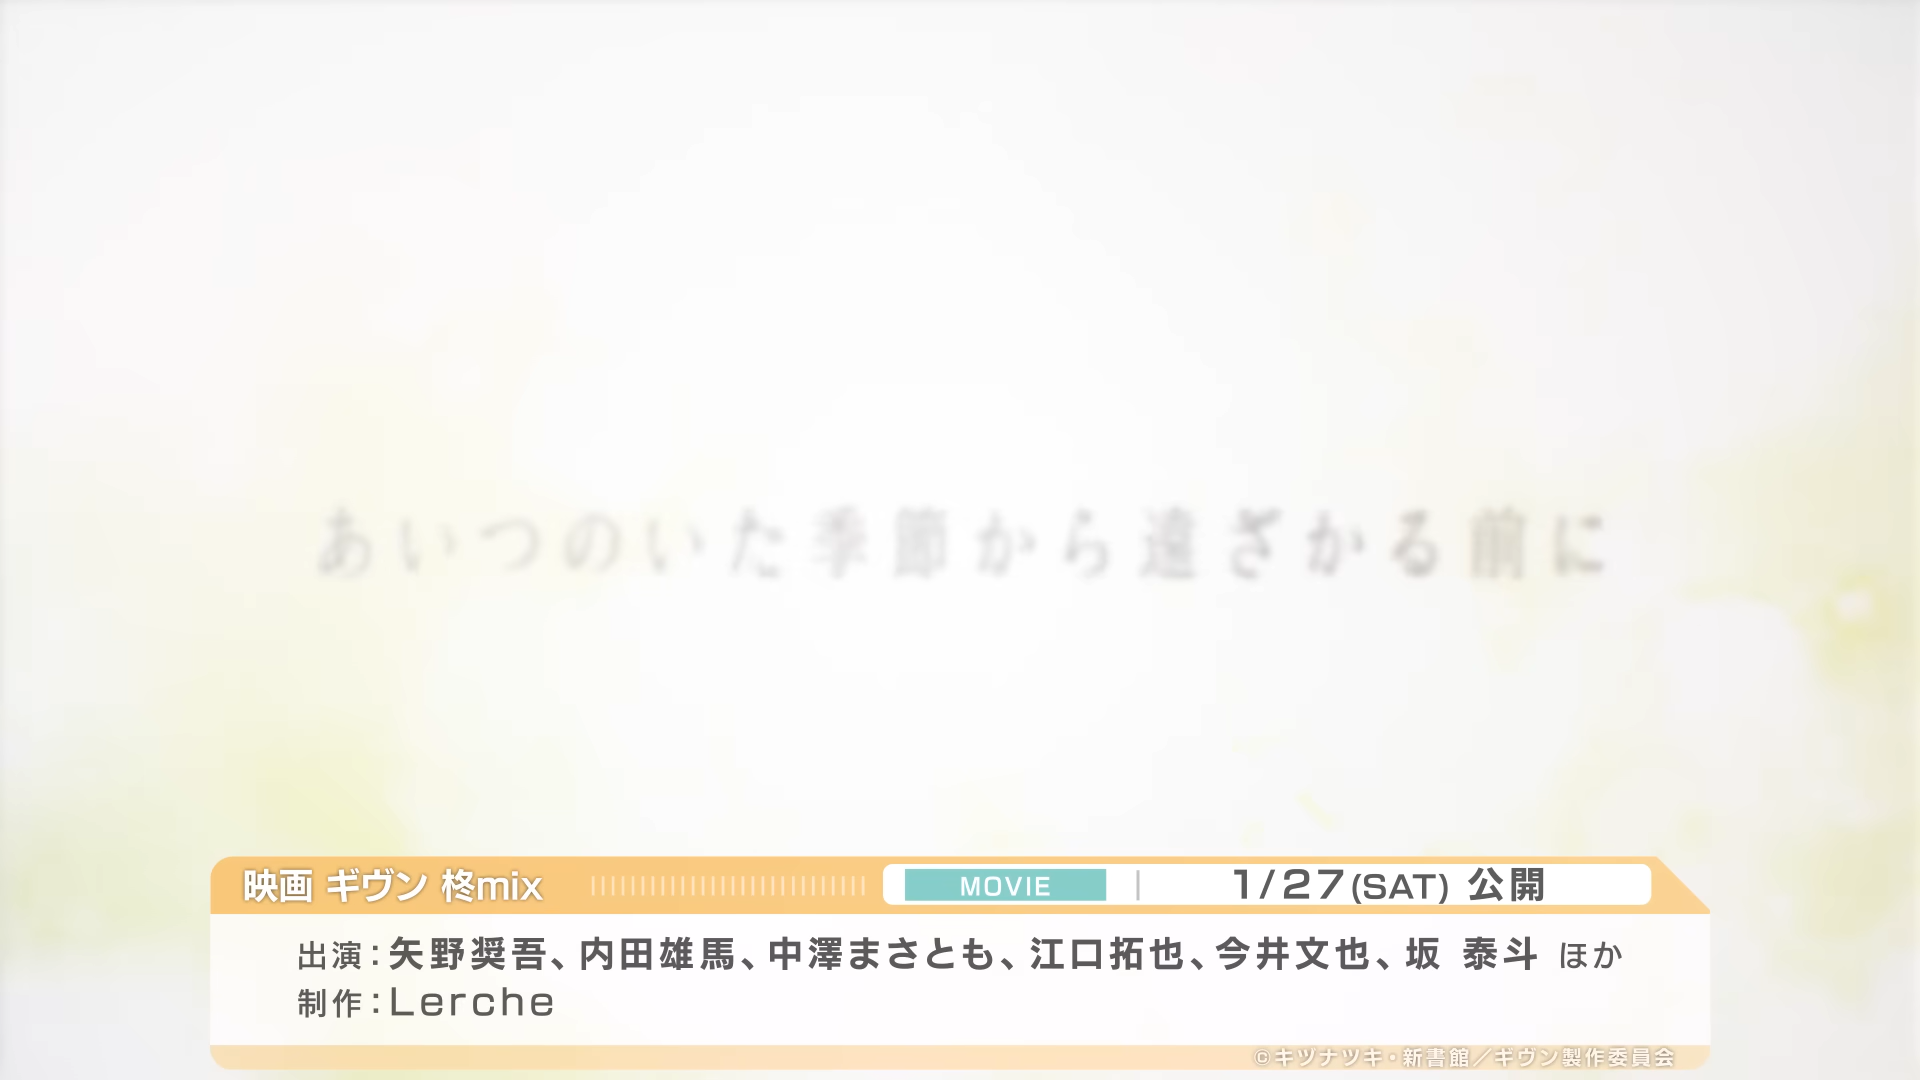 あいつのいた季節から遠ざかる前に
映画 ギヴン 柊mix
MOVIE
1/27(SAT) 公開
出演：矢野奨吾、内田雄馬、中澤まさとも、江口拓也、今井文也、坂 泰斗 ほか
制作：Lerche
©キヅナツキ・新書館／ギヴン製作委員会